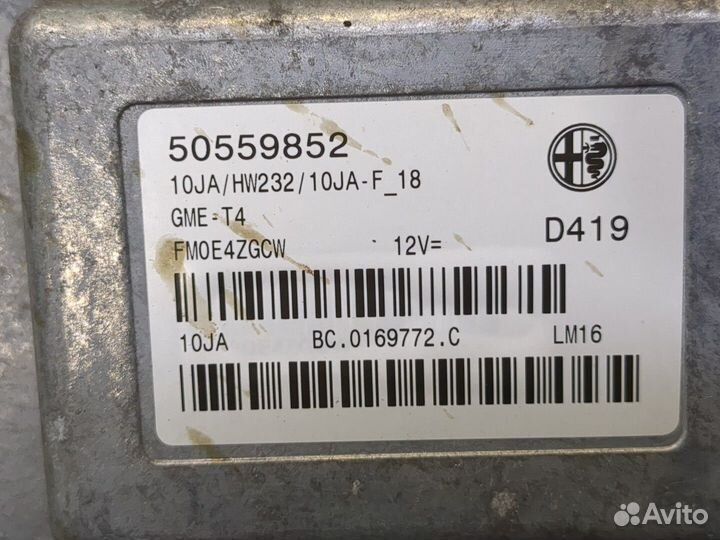 50559852
10JA/HW232/10JA-F_18
GME-T4
D419
FM0E4ZGCW 12V=
10JA BC.0169772.C LM16
Avito